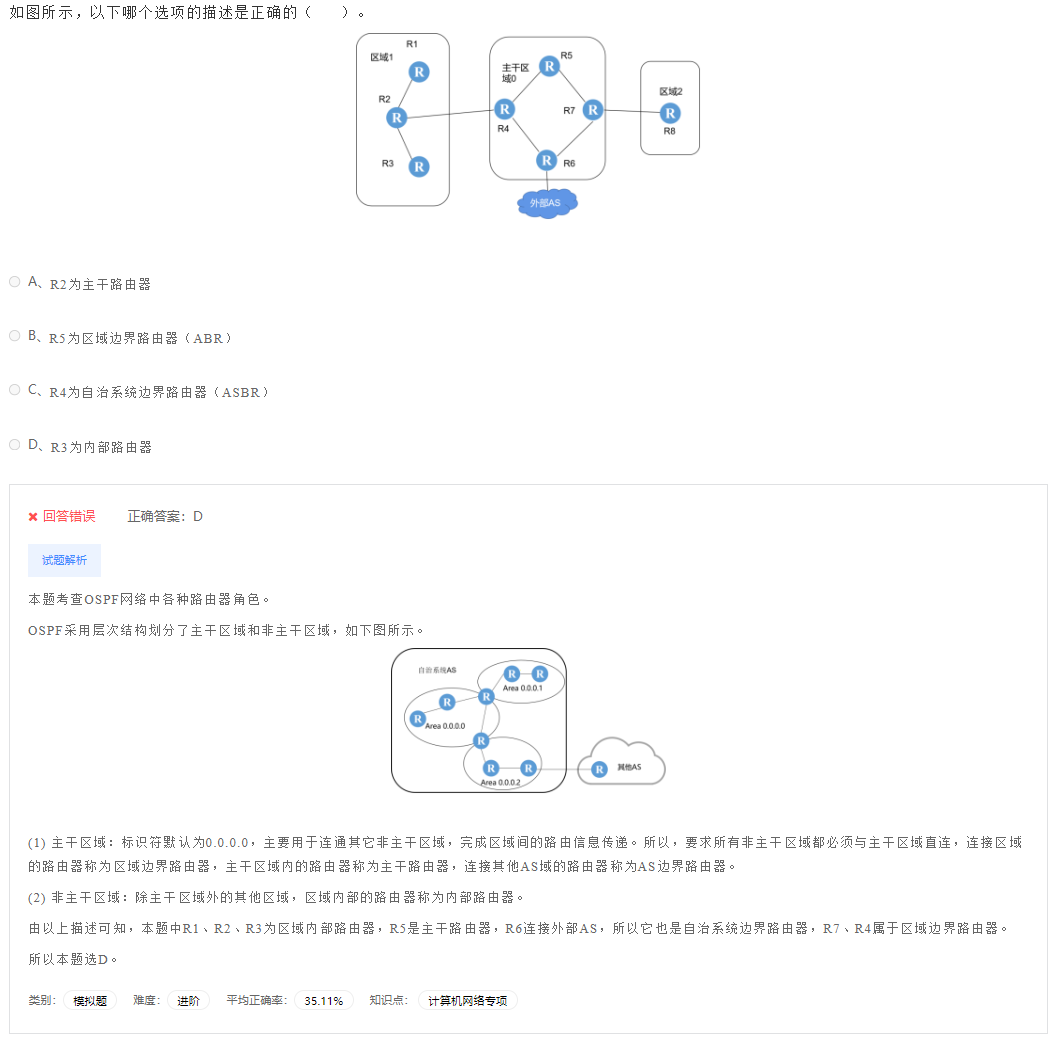 如图所示，以下哪个选项的描述是正确的（　　）。
R1
区域1
R2
R3
主干区
域0
R5
R4
R7
R6
外部AS
区域2
R8
R
R
R
R
R
R
R
R
A、R2为主干路由器
B、R5为区域边界路由器（ABR）
C、R4为自治系统边界路由器（ASBR）
D、R3为内部路由器
回答错误 正确答案：D
试题解析
本题考查OSPF网络中各种路由器角色。
OSPF采用层次结构划分了主干区域和非主干区域，如下图所示。
自治系统AS
R
R
Area 0.0.0.1
R
R
R
Area 0.0.0.0
R
R
R
Area 0.0.0.2
R
其他AS
(1) 主干区域：标识符默认为0.0.0.0，主要用于连通其它非主干区域，完成区域间的路由信息传递。所以，要求所有非主干区域都必须与主干区域直连，连接区域
的路由器称为区域边界路由器，主干区域内的路由器称为主干路由器，连接其他AS域的路由器称为AS边界路由器。
(2) 非主干区域：除主干区域外的其他区域，区域内部的路由器称为内部路由器。
由以上描述可知，本题中R1、R2、R3为区域内部路由器，R5是主干路由器，R6连接外部AS，所以它也是自治系统边界路由器，R7、R4属于区域边界路由器。
所以本题选D。
类别： 模拟题 难度： 进阶 平均正确率： 35.11% 知识点： 计算机网络专项